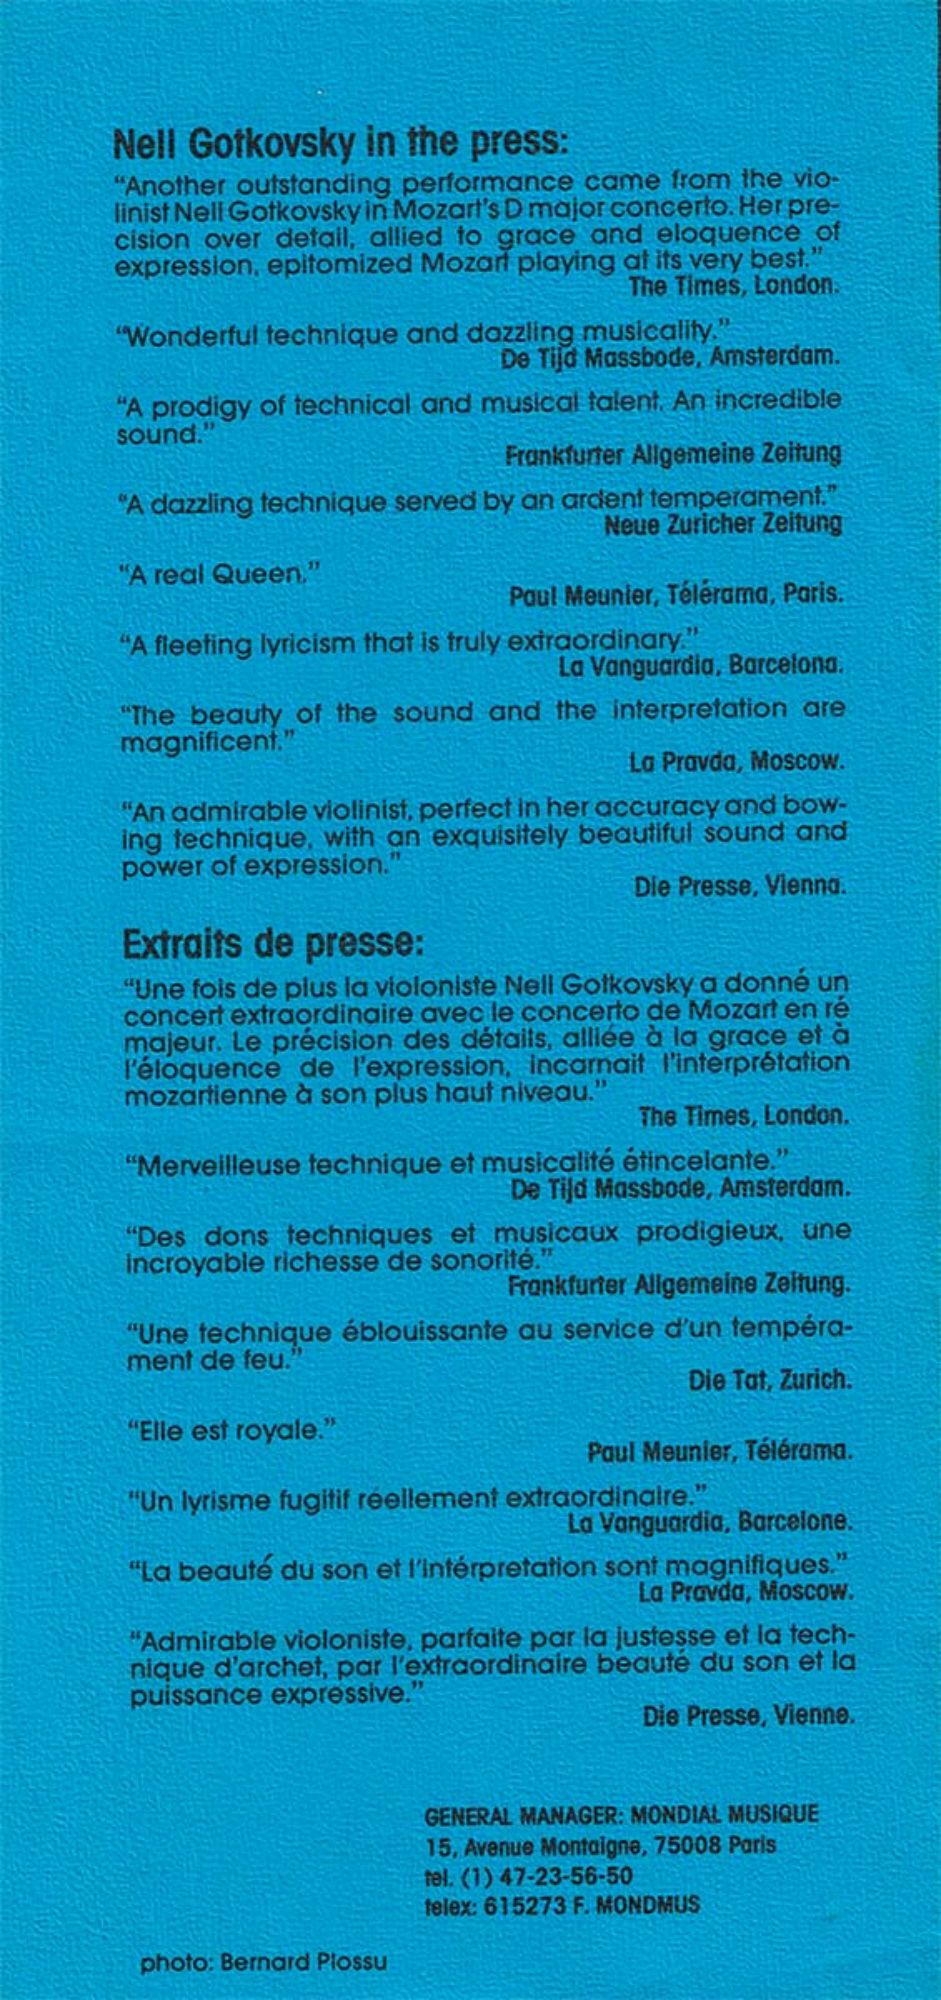 Nell Gotkovsky in the press:
“Another outstanding performance came from the vio-
linist Nell Gotkovsky in Mozart's D major concerto. Her pre-
cision over detail, allied to grace and eloquence of
expression, epitomized Mozart playing at its very best.”
The Times, London.
“Wonderful technique and dazzling musicality.”
De Tijd Massbode, Amsterdam.
“A prodigy of technical and musical talent. An incredible
sound.”
Frankfurter Allgemeine Zeitung
“A dazzling technique served by an ardent temperament.”
Neue Zuricher Zeitung
“A real Queen.”
Paul Meunier, Télérama, Paris.
“A fleeting lyricism that is truly extraordinary.”
La Vanguardia, Barcelona.
“The beauty of the sound and the interpretation are
magnificent.”
La Pravda, Moscow.
“An admirable violinist, perfect in her accuracy and bow-
ing technique, with an exquisitely beautiful sound and
power of expression.”
Die Presse, Vienna.
Extraits de presse:
“Une fois de plus la violoniste Nell Gotkovsky a donné un
concert extraordinaire avec le concerto de Mozart en ré
majeur. Le précision des détails, alliée à la grace et à
l'éloquence de l'expression, incarnait l'interprétation
mozartienne à son plus haut niveau.”
The Times, London.
“Merveilleuse technique et musicalité étincelante.”
De Tijd Massbode, Amsterdam.
“Des dons techniques et musicaux prodigieux, une
incroyable richesse de sonorité.”
Frankfurter Allgemeine Zeitung.
“Une technique éblouissante au service d'un tempéra-
ment de feu.”
Die Tat, Zurich.
“Elle est royale.”
Paul Meunier, Télérama.
“Un lyrisme fugitif réellement extraordinaire.”
La Vanguardia, Barcelone.
“La beauté du son et l'intérpretation sont magnifiques.”
La Pravda, Moscow.
“Admirable violoniste, parfaite par la justesse et la tech-
nique d'archet, par l'extraordinaire beauté du son et la
puissance expressive.”
Die Presse, Vienne.
GENERAL MANAGER: MONDIAL MUSIQUE
15, Avenue Montaigne, 75008 Paris
tel. (1) 47-23-56-50
telex: 615273 F. MONDMUS
photo: Bernard Plossu